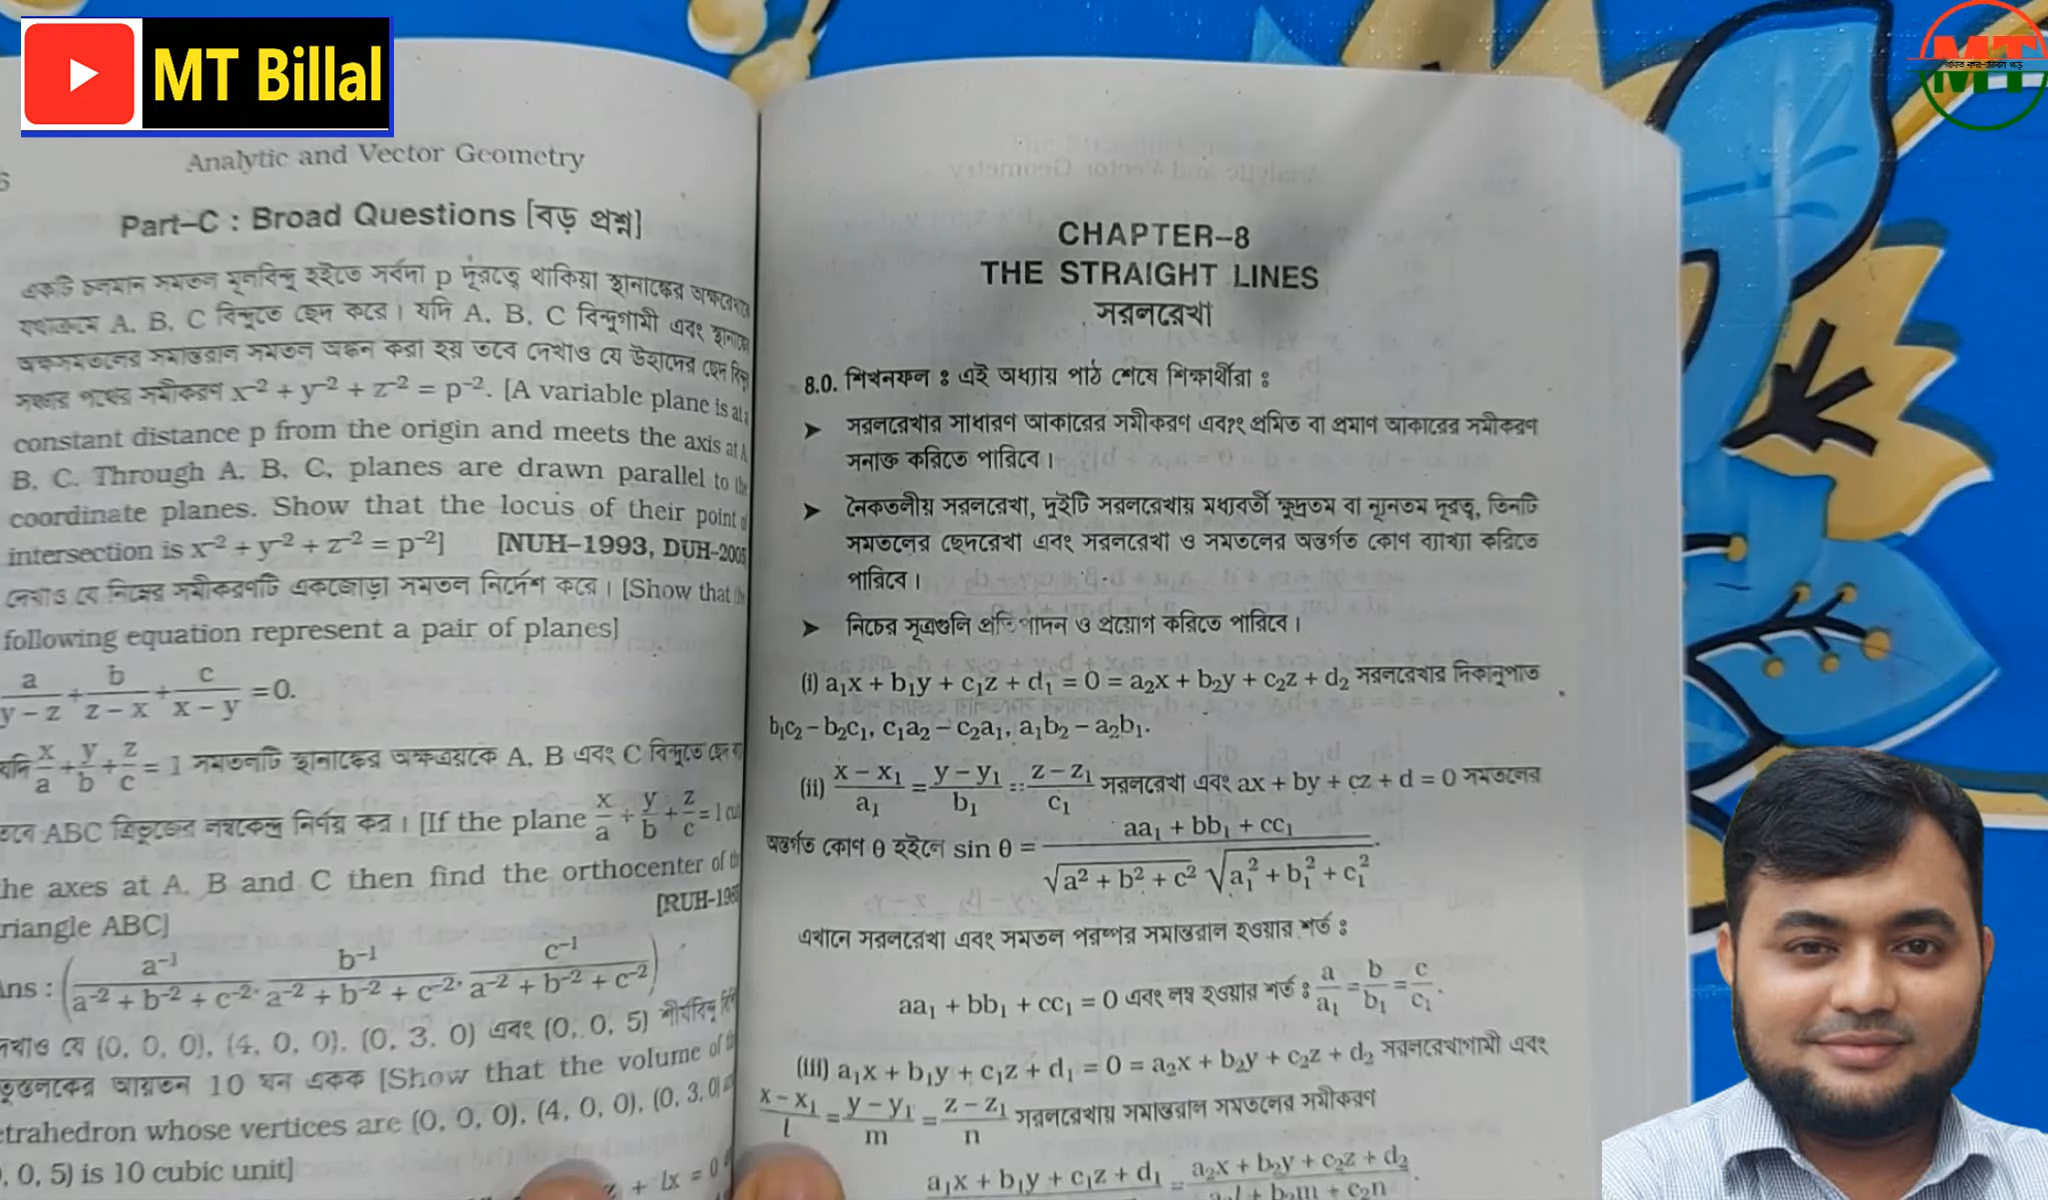 MT Billal
MT
Analytic and Vector Geometry
Part–C : Broad Questions [বড় প্রশ্ন]
একটি চলমান সমতল মূলবিন্দু হইতে সর্বদা p দূরত্বে থাকিয়া স্থানাঙ্কের
যথাক্রমে A, B, C বিন্দুতে ছেদ করে। যদি A, B, C বিন্দুগামী এবং
অক্ষসমতলের সমান্তরাল সমতল অঙ্কন করা হয় তবে দেখাও যে উহাদের ছেদ
সঞ্চার পথের সমীকরণ x⁻² + y⁻² + z⁻² = p⁻². [A variable plane is at a
constant distance p from the origin and meets the axis at A
B, C. Through A, B, C, planes are drawn parallel to the
coordinate planes. Show that the locus of their point of
intersection is x⁻² + y⁻² + z⁻² = p⁻²] [NUH–1993, DUH–2005
দেখাও যে নিম্নের সমীকরণটি একজোড়া সমতল নির্দেশ করে। [Show that the
following equation represent a pair of planes]
a/(y – z) + b/(z – x) + c/(x – y) = 0.
যদি x/a + y/b + z/c = 1 সমতলটি স্থানাঙ্কের অক্ষত্রয়কে A, B এবং C বিন্দুতে ছেদ
তবে ABC ত্রিভুজের লম্বকেন্দ্র নির্ণয় কর। [If the plane x/a + y/b + z/c = 1
the axes at A, B and C then find the orthocenter of the
triangle ABC]
[RUH–198
Ans : (a⁻¹/(a⁻² + b⁻² + c⁻²), b⁻¹/(a⁻² + b⁻² + c⁻²), c⁻¹/(a⁻² + b⁻² + c⁻²))
দেখাও যে (0, 0, 0), (4, 0, 0), (0, 3, 0) এবং (0, 0, 5) শীর্ষবিন্দু
আয়তন 10 ঘন একক [Show that the volume of the
tetrahedron whose vertices are (0, 0, 0), (4, 0, 0), (0, 3, 0)
, 0, 5) is 10 cubic unit]
+ lx = 0
CHAPTER–8
THE STRAIGHT LINES
সরলরেখা
8.0. শিখনফল ঃ এই অধ্যায় পাঠ শেষে শিক্ষার্থীরা ঃ
➤ সরলরেখার সাধারণ আকারের সমীকরণ এব?ং প্রমিত বা প্রমাণ আকারের সমীকরণ
সনাক্ত করিতে পারিবে।
➤ নৈকতলীয় সরলরেখা, দুইটি সরলরেখায় মধ্যবর্তী ক্ষুদ্রতম বা ন্যূনতম দূরত্ব, তিনটি
সমতলের ছেদরেখা এবং সরলরেখা ও সমতলের অন্তর্গত কোণ ব্যাখ্যা করিতে
পারিবে।
➤ নিচের সূত্রগুলি প্রতিপাদন ও প্রয়োগ করিতে পারিবে।
(i) a₁x + b₁y + c₁z + d₁ = 0 = a₂x + b₂y + c₂z + d₂ সরলরেখার দিকানুপাত
b₁c₂ – b₂c₁, c₁a₂ – c₂a₁, a₁b₂ – a₂b₁.
(ii) (x – x₁)/a₁ = (y – y₁)/b₁ = (z – z₁)/c₁ সরলরেখা এবং ax + by + cz + d = 0 সমতলের
অন্তর্গত কোণ θ হইলে sin θ = (aa₁ + bb₁ + cc₁)/(√(a² + b² + c²) √(a₁² + b₁² + c₁²)).
এখানে সরলরেখা এবং সমতল পরস্পর সমান্তরাল হওয়ার শর্ত ঃ
aa₁ + bb₁ + cc₁ = 0 এবং লম্ব হওয়ার শর্ত ঃ a/a₁ = b/b₁ = c/c₁.
(iii) a₁x + b₁y + c₁z + d₁ = 0 = a₂x + b₂y + c₂z + d₂ সরলরেখাগামী এবং
(x – x₁)/l = (y – y₁)/m = (z – z₁)/n সরলরেখায় সমান্তরাল সমতলের সমীকরণ
a₁x + b₁y + c₁z + d₁ = (a₂x + b₂y + c₂z + d₂)/(a₂l + b₂m + c₂n).